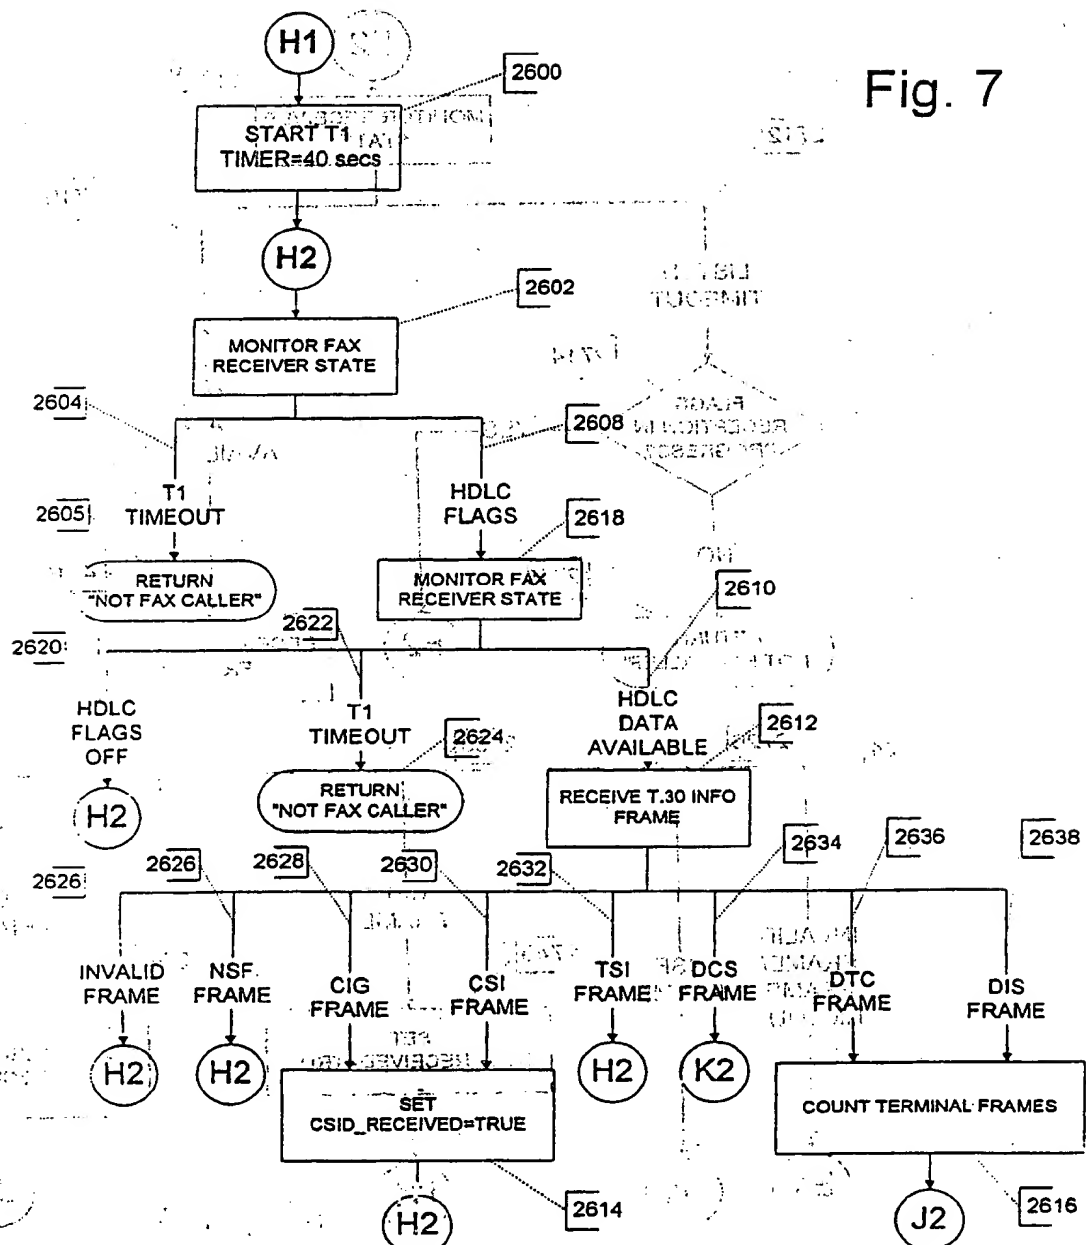 H1
2600
Fig. 7
START T1
TIMER=40 secs
H2
2602
MONITOR FAX
RECEIVER STATE
2604
2608
T1
TIMEOUT
HDLC
FLAGS
2605
2618
RETURN
"NOT FAX CALLER"
MONITOR FAX
RECEIVER STATE
2610
2620
2622
HDLC
FLAGS
OFF
T1
TIMEOUT
HDLC
DATA
AVAILABLE
2624
2612
H2
RETURN
"NOT FAX CALLER"
RECEIVE T.30 INFO
FRAME
2626
2626
2628
2630
2632
2634
2636
2638
INVALID
FRAME
NSF
FRAME
CIG
FRAME
CSI
FRAME
TSI
FRAME
DCS
FRAME
DTC
FRAME
DIS
FRAME
H2
H2
H2
K2
SET
CSID_RECEIVED=TRUE
COUNT TERMINAL FRAMES
H2
2614
J2
2616